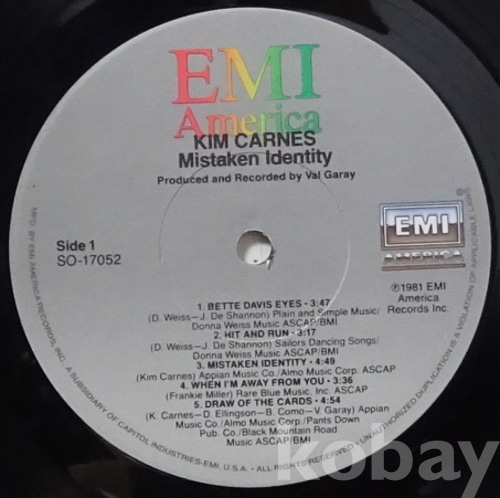 EMI
America
KIM CARNES
Mistaken Identity
Produced and Recorded by Val Garay
Side 1
SO-17052
EMI
AMERICA
℗1981 EMI
America
Records Inc.
1. BETTE DAVIS EYES • 3:47
(D. Weiss—J. De Shannon) Plain and Simple Music/
Donna Weiss Music ASCAP/BMI
2. HIT AND RUN • 3:17
(D. Weiss—J. De Shannon) Sailors Dancing Songs/
Donna Weiss Music ASCAP/BMI
3. MISTAKEN IDENTITY • 4:49
(Kim Carnes) Appian Music Co./Almo Music Corp. ASCAP
4. WHEN I'M AWAY FROM YOU • 3:36
(Frankie Miller) Rare Blue Music, Inc. ASCAP
5. DRAW OF THE CARDS • 4:54
(K. Carnes—D. Ellingson—B. Como—V. Garay) Appian
Music Co./Almo Music Corp./Pants Down
Pub. Co./Black Mountain Road
Music ASCAP/BMI
MFG. BY EMI AMERICA RECORDS, INC., A SUBSIDIARY OF CAPITOL INDUSTRIES-EMI, U.S.A. • ALL RIGHTS RESERVED. • UNAUTHORIZED DUPLICATION IS A VIOLATION OF APPLICABLE LAWS
kobay